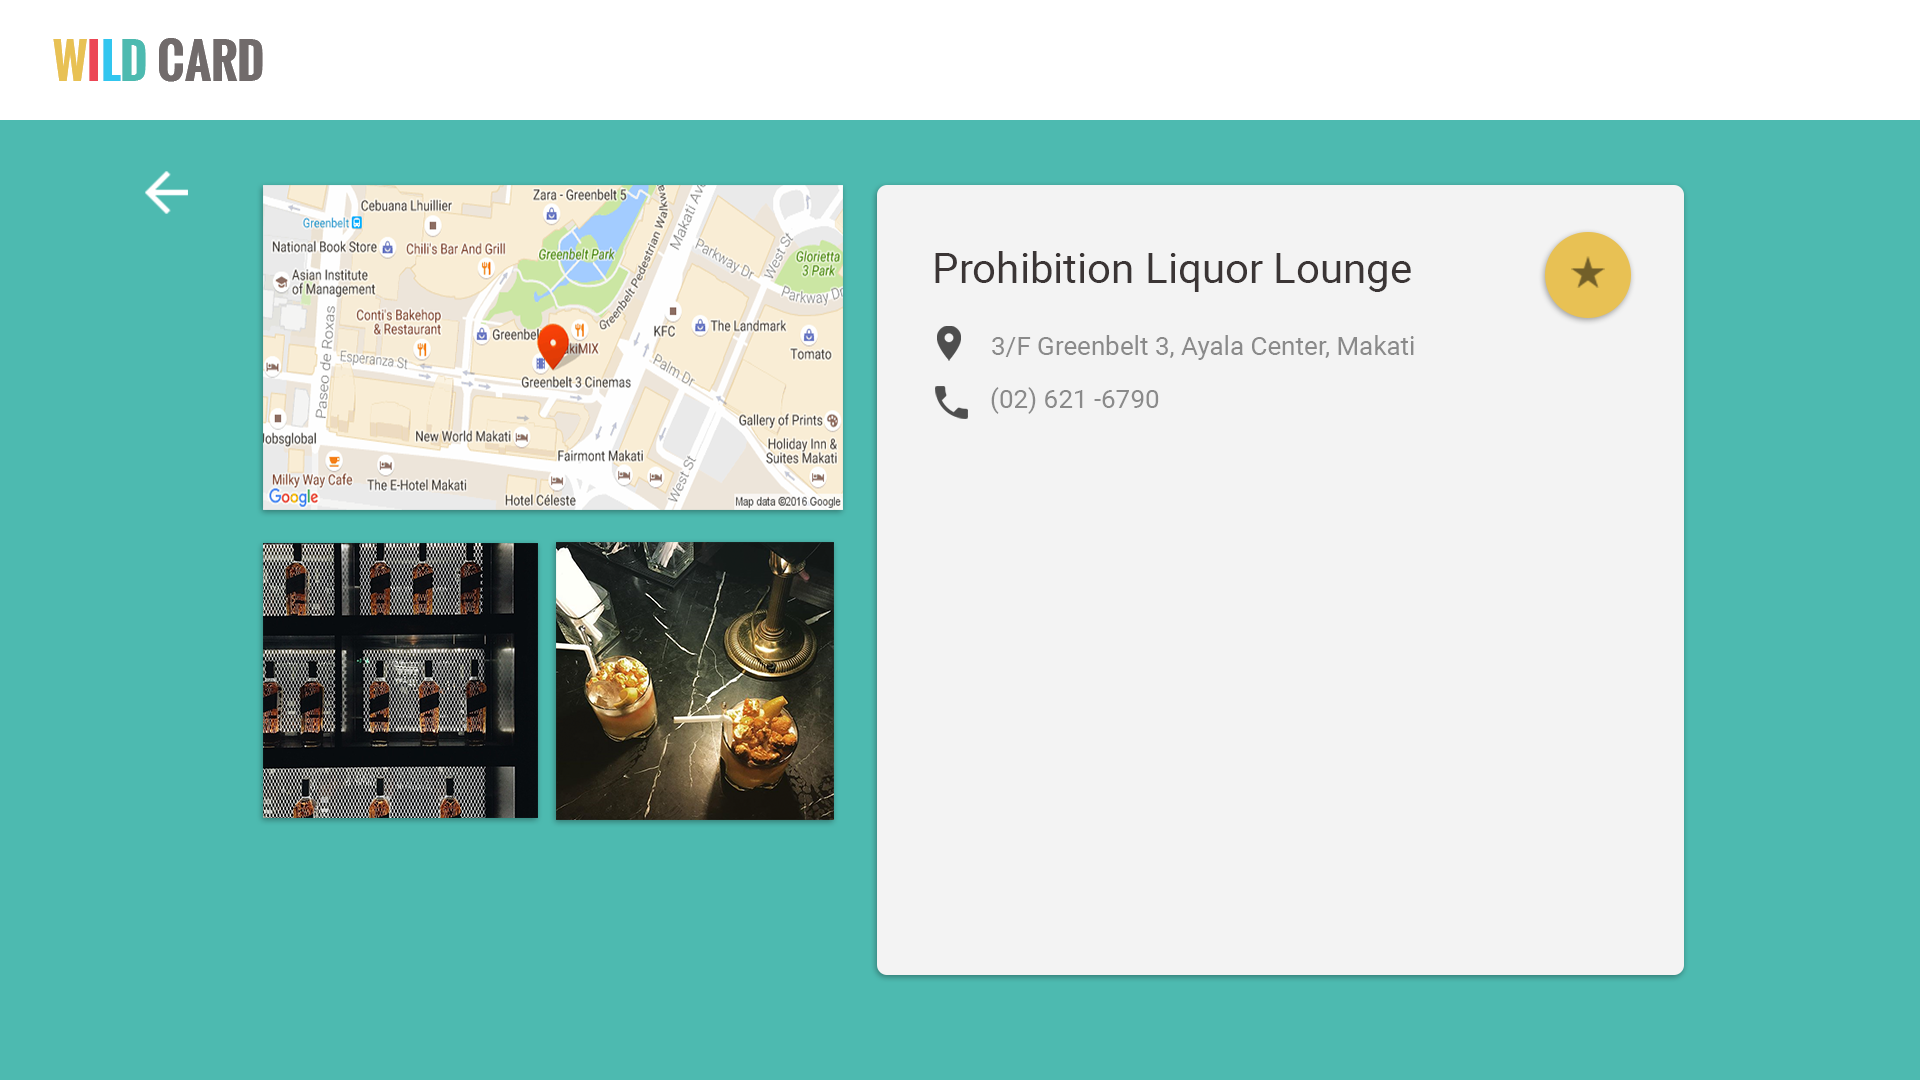 WILD CARD
Zara - Greenbelt 5
Cebuana Lhuillier
Greenbelt
National Book Store
Chili's Bar And Grill
Greenbelt Park
Greenbelt Pedestrian Walkwa
Makati Ave
Parkway Dr
West St
Glorietta
3 Park
Parkway Dr
Asian Institute
of Management
Conti's Bakehop
& Restaurant
Paseo de Roxas
Esperanza St
Greenbe
kiMIX
KFC
The Landmark
Tomato
Palm Dr
Greenbelt 3 Cinemas
Gallery of Prints
Jobsglobal
New World Makati
Fairmont Makati
Holiday Inn &
Suites Makati
West St
Milky Way Cafe
The E-Hotel Makati
Hotel Céleste
Google
Map data ©2016 Google
Prohibition Liquor Lounge
3/F Greenbelt 3, Ayala Center, Makati
(02) 621 -6790